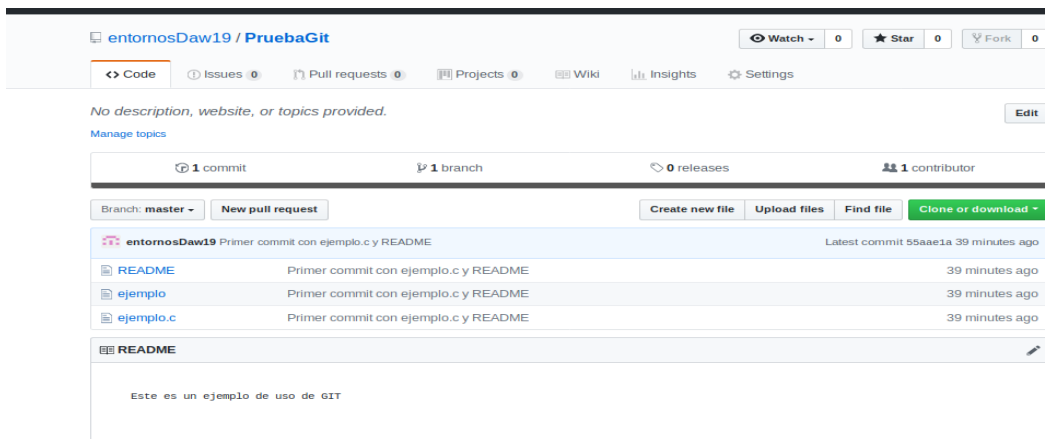 entornosDaw19 / PruebaGit Watch 0 Star 0 Fork 0
Code Issues 0 Pull requests 0 Projects 0 Wiki Insights Settings
No description, website, or topics provided. Edit
Manage topics
1 commit 1 branch 0 releases 1 contributor
Branch: master New pull request Create new file Upload files Find file Clone or download
entornosDaw19 Primer commit con ejemplo.c y README Latest commit 55aae1a 39 minutes ago
README Primer commit con ejemplo.c y README 39 minutes ago
ejemplo Primer commit con ejemplo.c y README 39 minutes ago
ejemplo.c Primer commit con ejemplo.c y README 39 minutes ago
README
Este es un ejemplo de uso de GIT